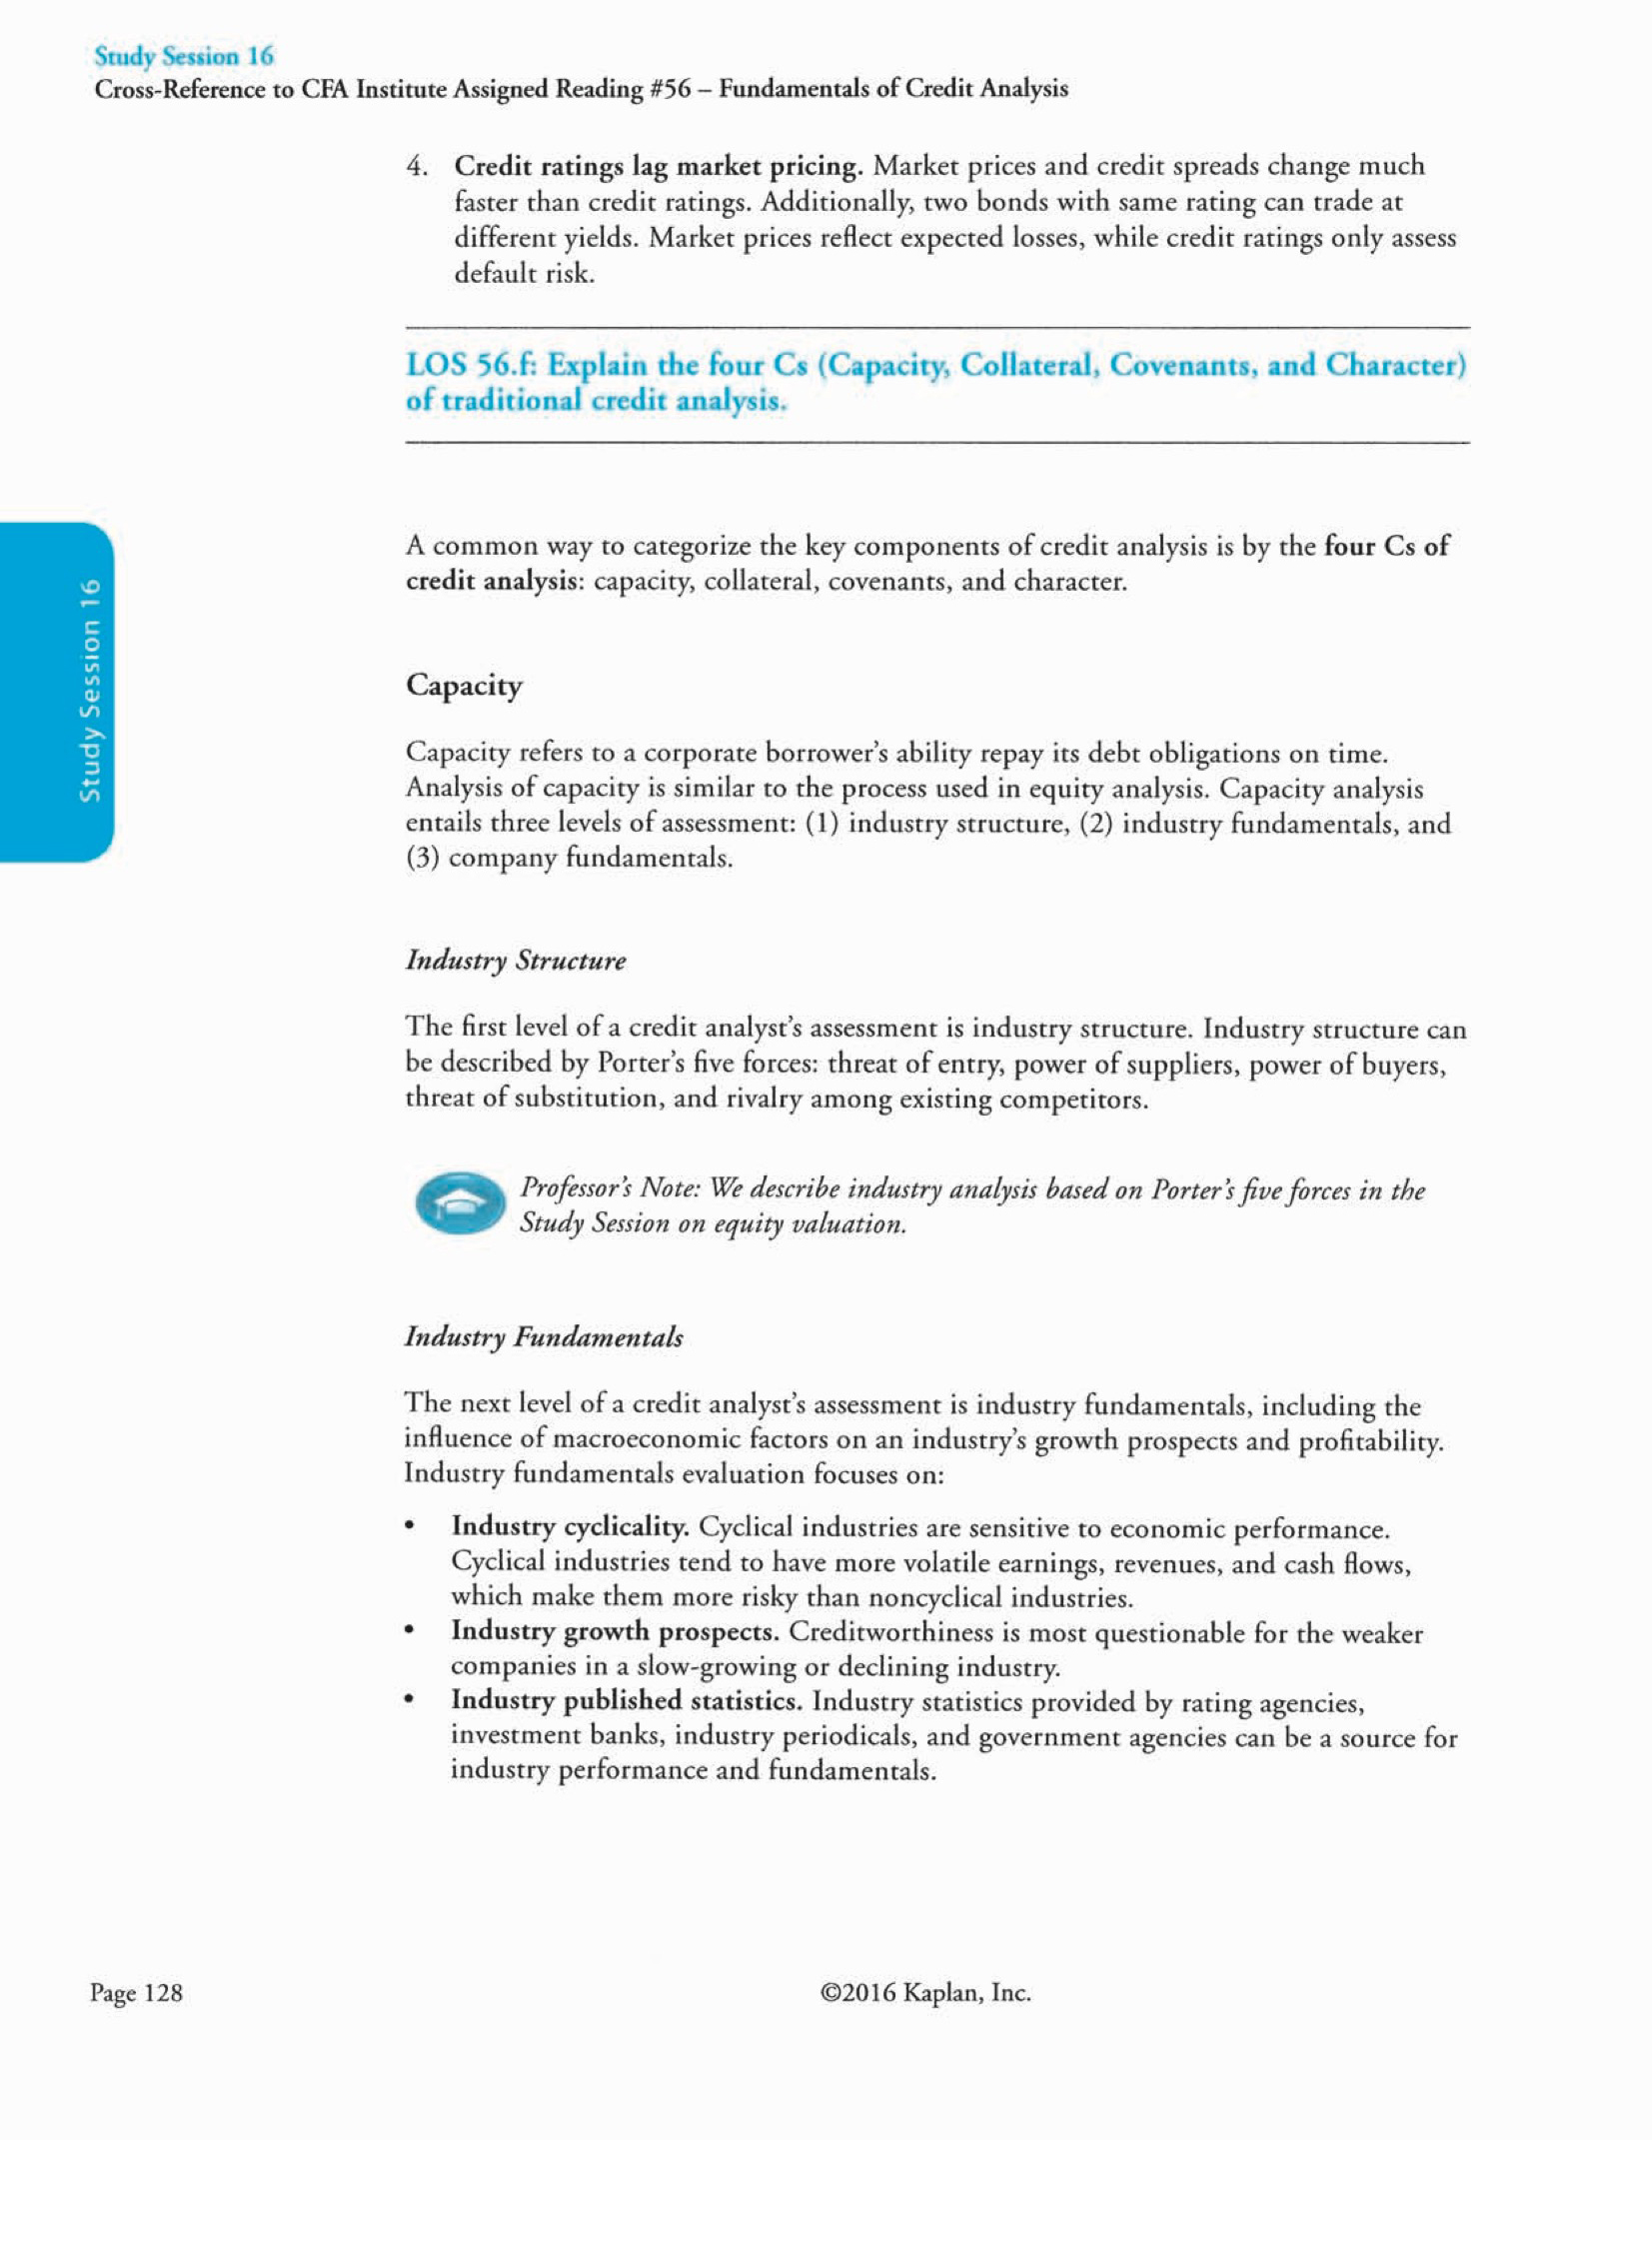 Study Session 16
Cross-Reference to CFA Institute Assigned Reading #56 – Fundamentals of Credit Analysis
4. Credit ratings lag market pricing. Market prices and credit spreads change much
faster than credit ratings. Additionally, two bonds with same rating can trade at
different yields. Market prices reflect expected losses, while credit ratings only assess
default risk.
LOS 56.f: Explain the four Cs (Capacity, Collateral, Covenants, and Character)
of traditional credit analysis.
Study Session 16
A common way to categorize the key components of credit analysis is by the four Cs of
credit analysis: capacity, collateral, covenants, and character.
Capacity
Capacity refers to a corporate borrower's ability repay its debt obligations on time.
Analysis of capacity is similar to the process used in equity analysis. Capacity analysis
entails three levels of assessment: (1) industry structure, (2) industry fundamentals, and
(3) company fundamentals.
Industry Structure
The first level of a credit analyst's assessment is industry structure. Industry structure can
be described by Porter's five forces: threat of entry, power of suppliers, power of buyers,
threat of substitution, and rivalry among existing competitors.
Professor's Note: We describe industry analysis based on Porter's five forces in the
Study Session on equity valuation.
Industry Fundamentals
The next level of a credit analyst's assessment is industry fundamentals, including the
influence of macroeconomic factors on an industry's growth prospects and profitability.
Industry fundamentals evaluation focuses on:
• Industry cyclicality. Cyclical industries are sensitive to economic performance.
Cyclical industries tend to have more volatile earnings, revenues, and cash flows,
which make them more risky than noncyclical industries.
• Industry growth prospects. Creditworthiness is most questionable for the weaker
companies in a slow-growing or declining industry.
• Industry published statistics. Industry statistics provided by rating agencies,
investment banks, industry periodicals, and government agencies can be a source for
industry performance and fundamentals.
Page 128
©2016 Kaplan, Inc.